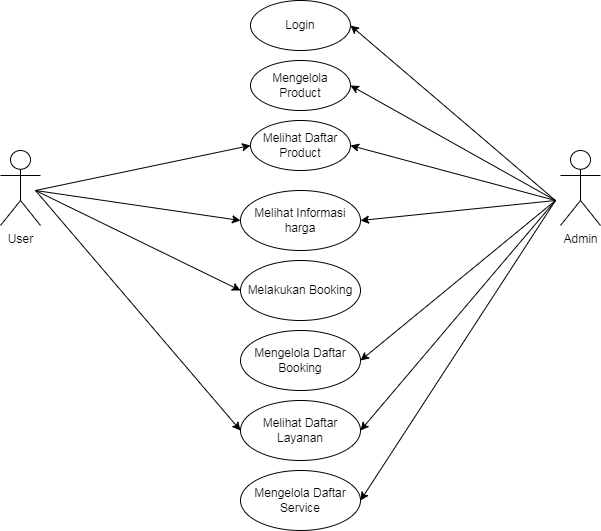 Login
Mengelola
Product
Melihat Daftar
Product
User
Melihat Informasi
harga
Admin
Melakukan Booking
Mengelola Daftar
Booking
Melihat Daftar
Layanan
Mengelola Daftar
Service